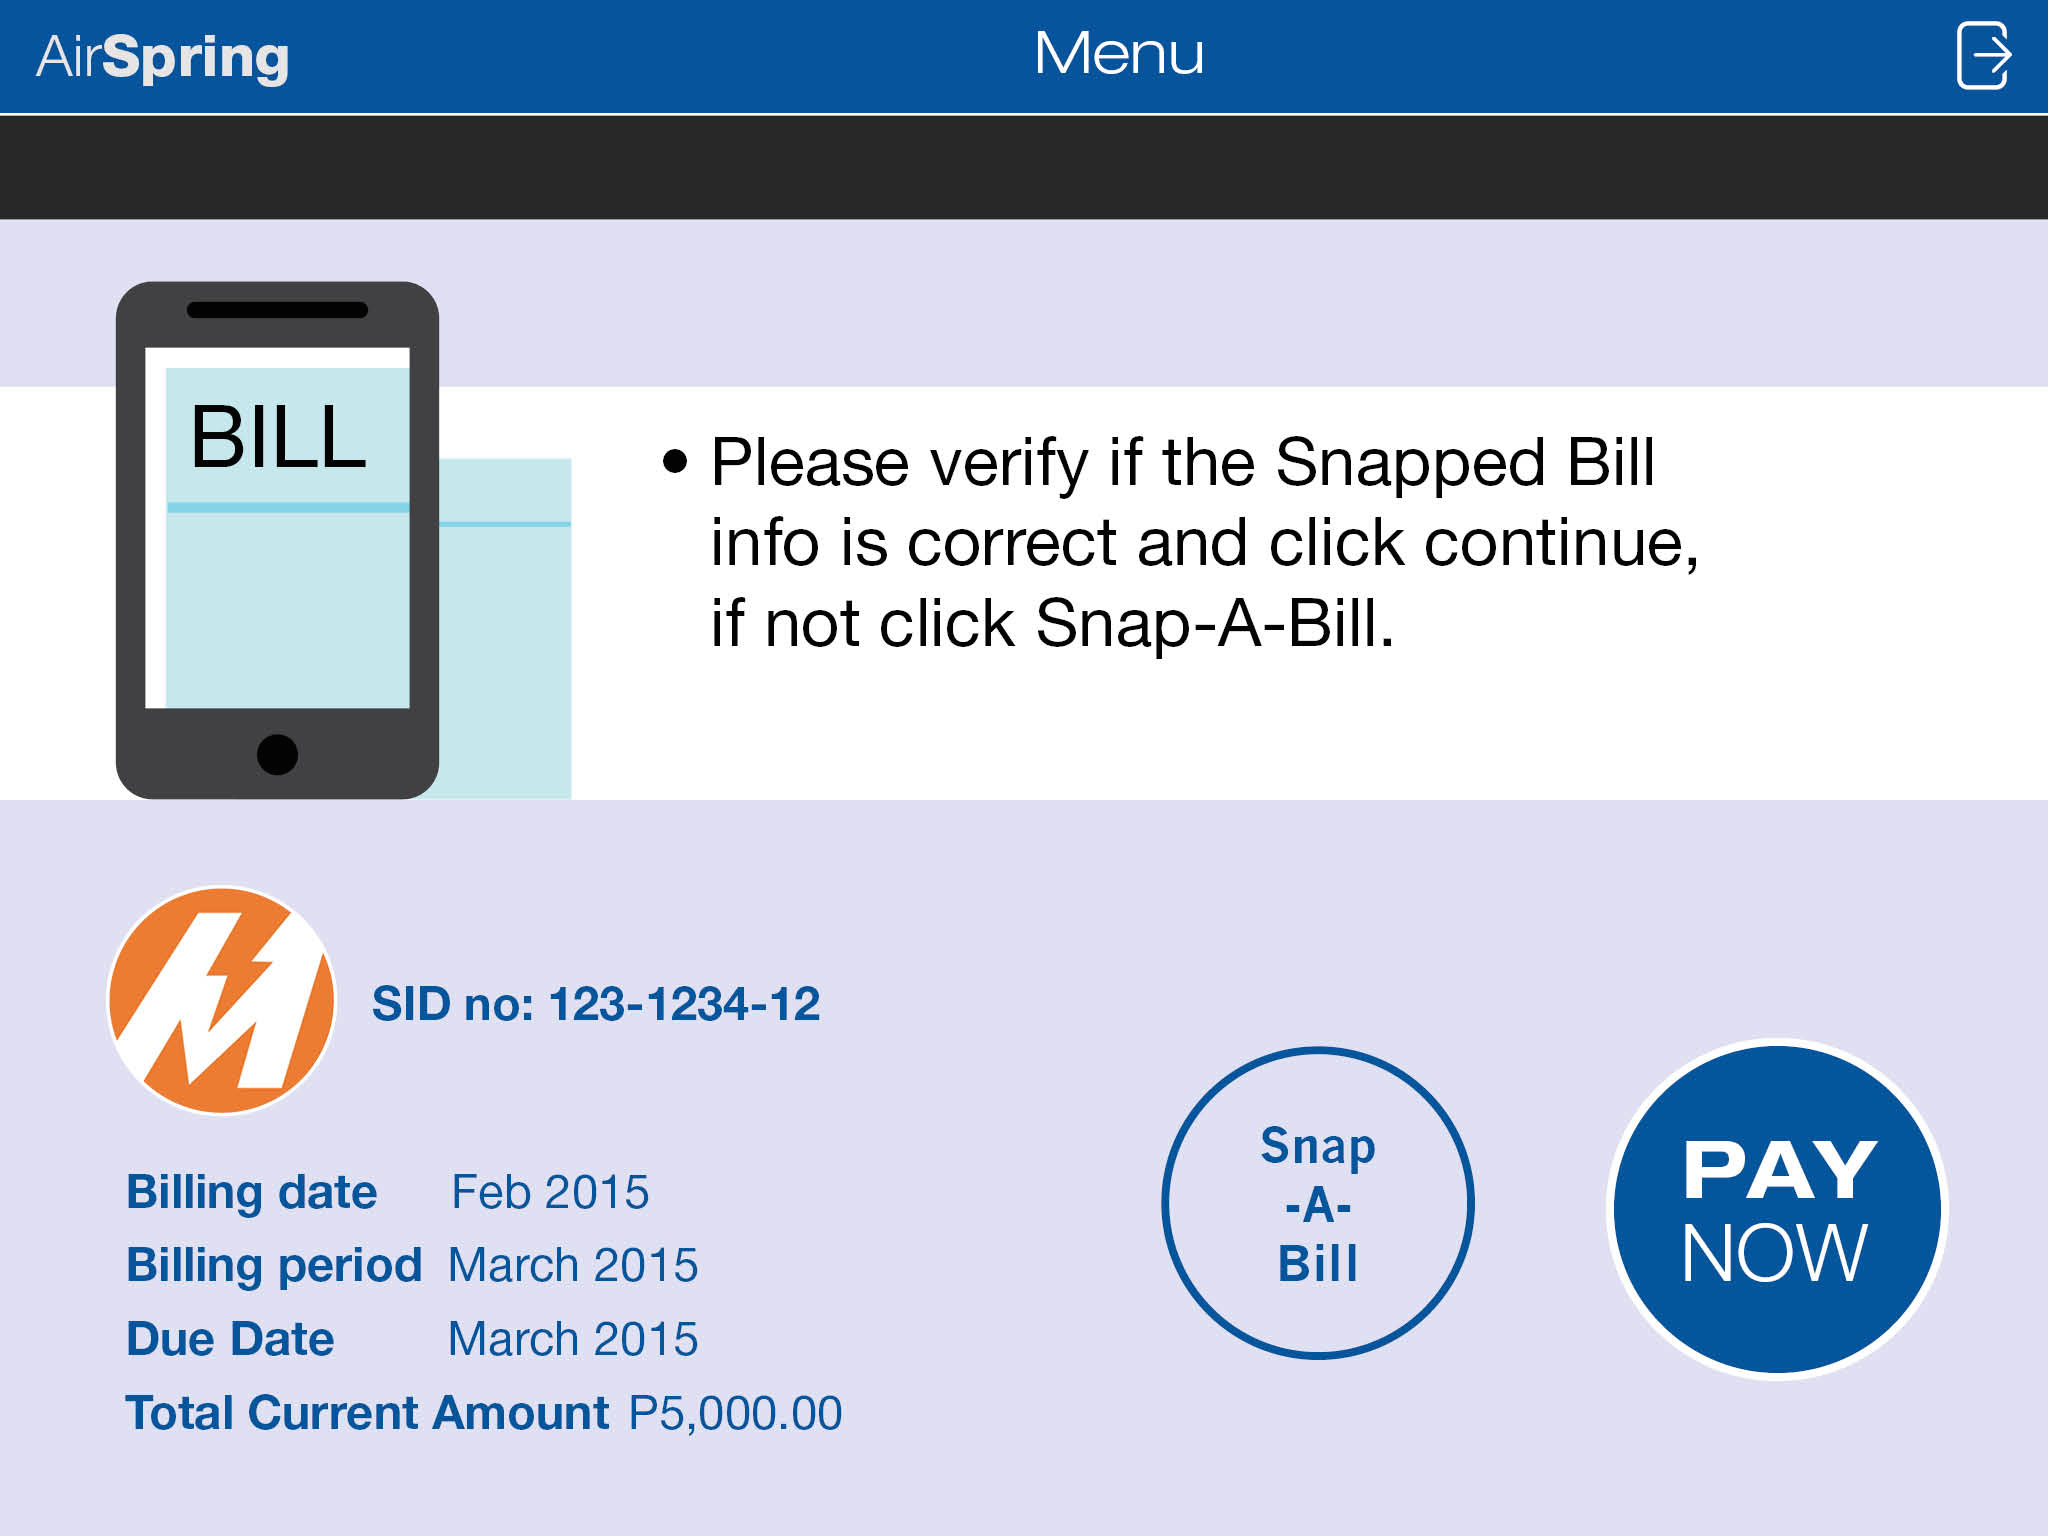 AirSpring
Menu
BILL
• Please verify if the Snapped Bill
info is correct and click continue,
if not click Snap-A-Bill.
SID no: 123-1234-12
Billing date Feb 2015
Billing period March 2015
Due Date March 2015
Total Current Amount P5,000.00
Snap
-A-
Bill
PAY
NOW